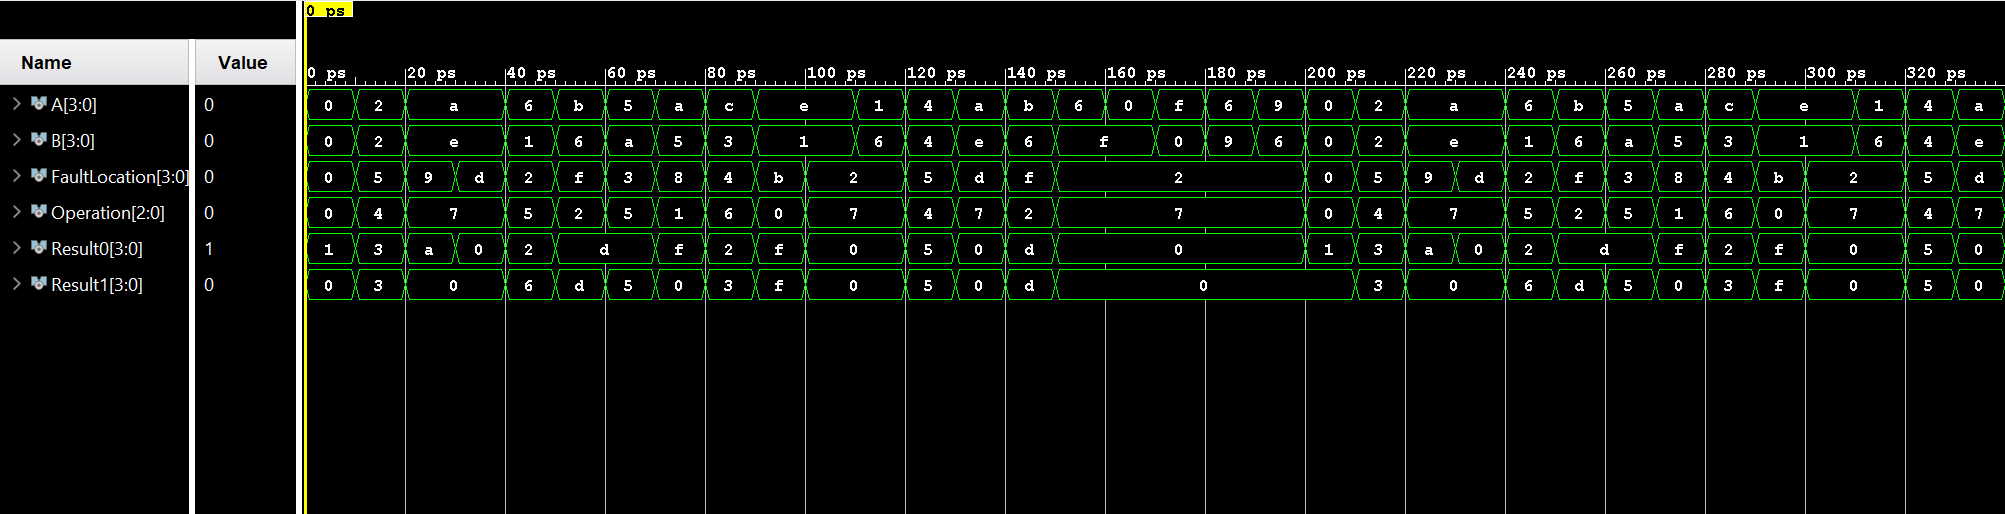 0 ps
Name Value
0 ps 20 ps 40 ps 60 ps 80 ps 100 ps 120 ps 140 ps 160 ps 180 ps 200 ps 220 ps 240 ps 260 ps 280 ps 300 ps 320 ps
A[3:0] 0 0 2 a 6 b 5 a c e 1 4 a b 6 0 f 6 9 0 2 a 6 b 5 a c e 1 4 a
B[3:0] 0 0 2 e 1 6 a 5 3 1 6 4 e 6 f 0 9 6 0 2 e 1 6 a 5 3 1 6 4 e
FaultLocation[3:0] 0 0 5 9 d 2 f 3 8 4 b 2 5 d f 2 0 5 9 d 2 f 3 8 4 b 2 5 d
Operation[2:0] 0 0 4 7 5 2 5 1 6 0 7 4 7 2 7 0 4 7 5 2 5 1 6 0 7 4 7
Result0[3:0] 1 1 3 a 0 2 d f 2 f 0 5 0 d 0 1 3 a 0 2 d f 2 f 0 5 0
Result1[3:0] 0 0 3 0 6 d 5 0 3 f 0 5 0 d 0 3 0 6 d 5 0 3 f 0 5 0